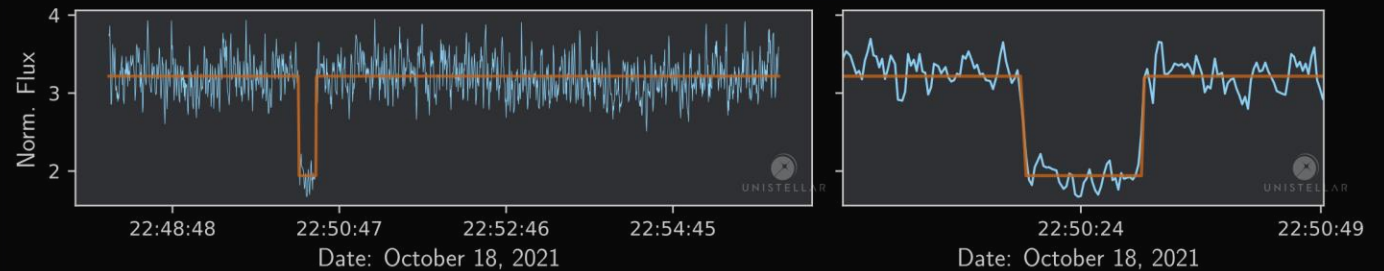 4
3
2
Norm. Flux
UNISTELLAR
22:48:48 22:50:47 22:52:46 22:54:45
Date: October 18, 2021
UNISTELLAR
22:50:24 22:50:49
Date: October 18, 2021